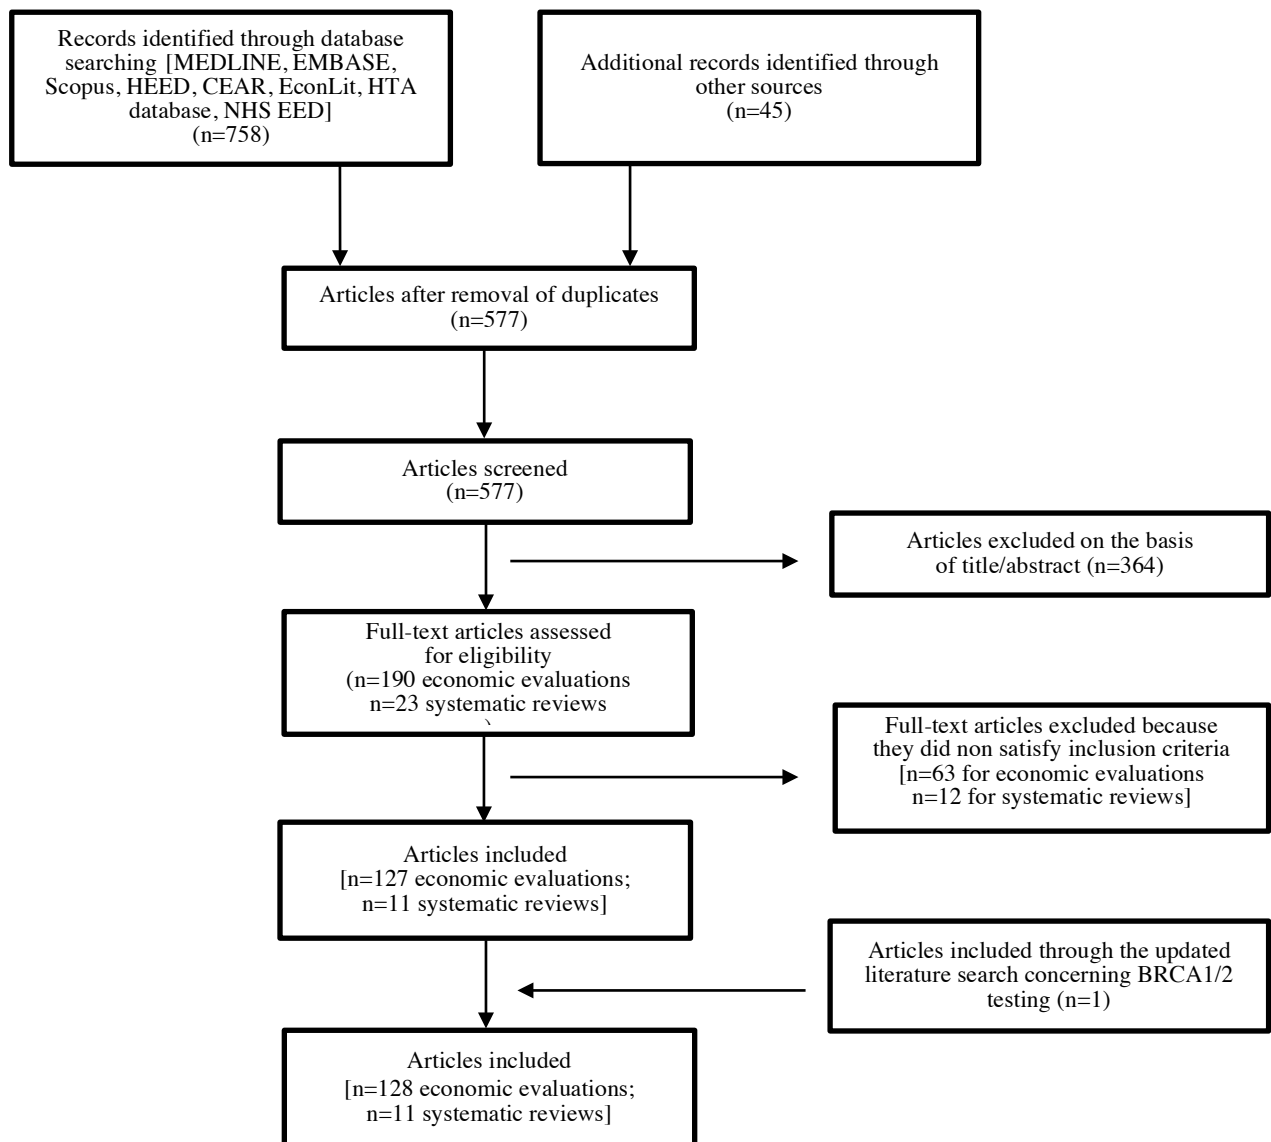 Records identified through database
searching [MEDLINE, EMBASE,
Scopus, HEED, CEAR, EconLit, HTA
database, NHS EED]
(n=758)
Additional records identified through
other sources
(n=45)
Articles after removal of duplicates
(n=577)
Articles screened
(n=577)
Articles excluded on the basis
of title/abstract (n=364)
Full-text articles assessed
for eligibility
(n=190 economic evaluations
n=23 systematic reviews
Full-text articles excluded because
they did non satisfy inclusion criteria
[n=63 for economic evaluations
n=12 for systematic reviews]
Articles included
[n=127 economic evaluations;
n=11 systematic reviews]
Articles included through the updated
literature search concerning BRCA1/2
testing (n=1)
Articles included
[n=128 economic evaluations;
n=11 systematic reviews]